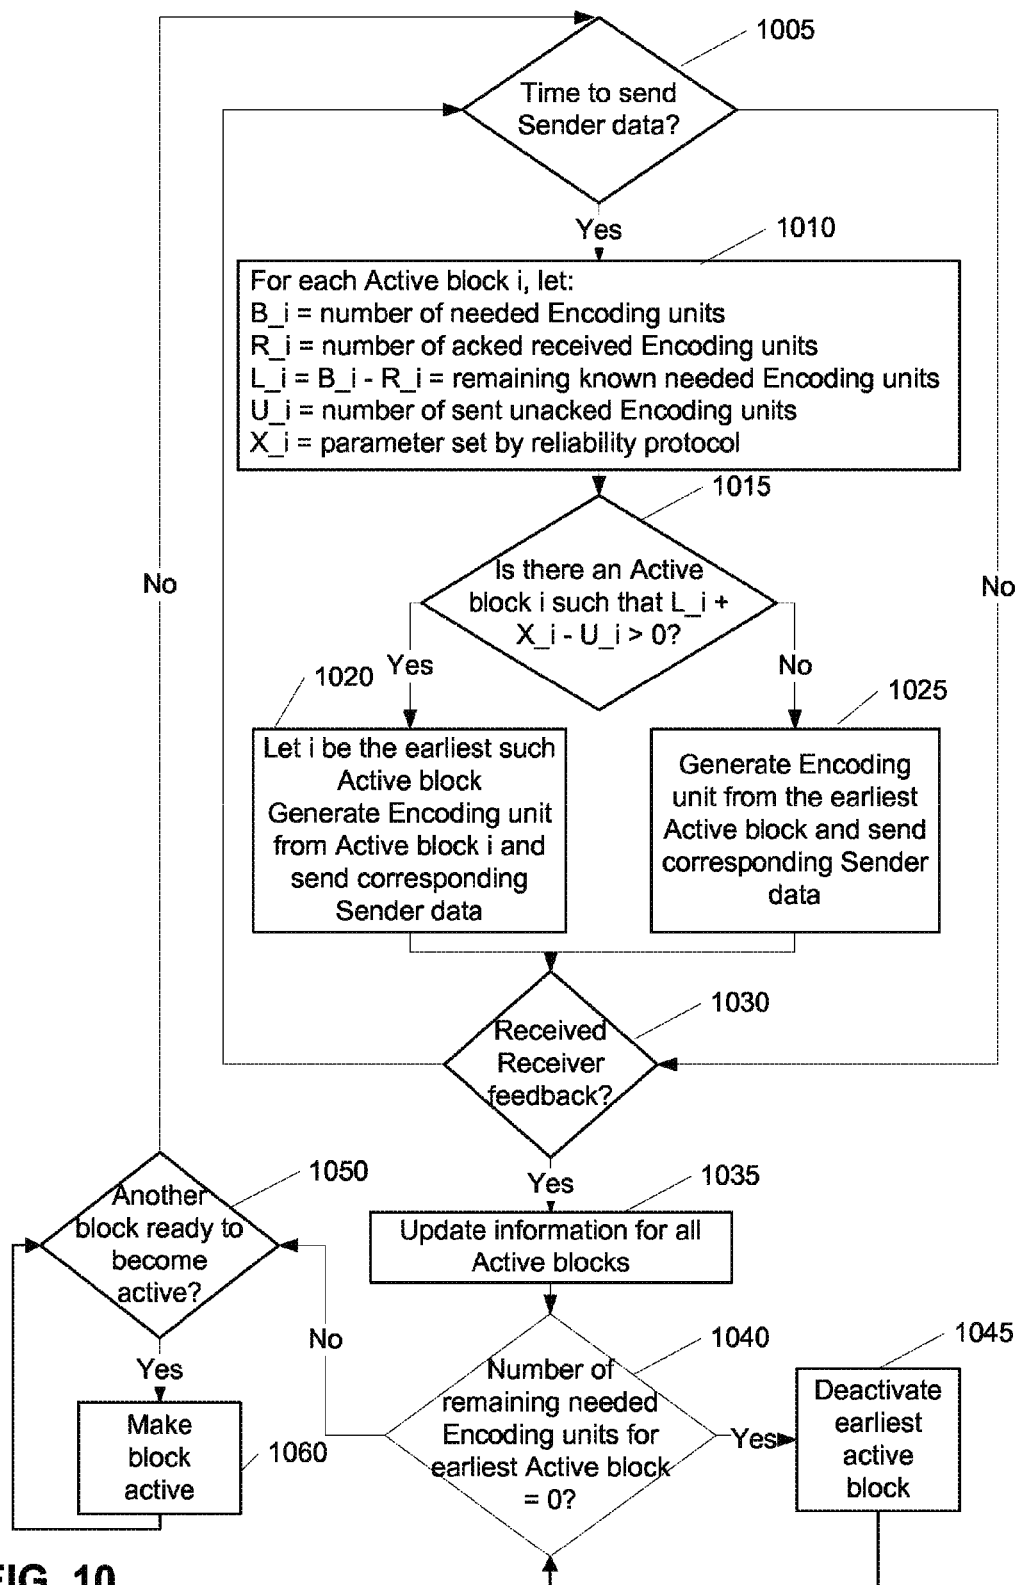 1005
Time to send
Sender data?
Yes
1010
For each Active block i, let:
B_i = number of needed Encoding units
R_i = number of acked received Encoding units
L_i = B_i - R_i = remaining known needed Encoding units
U_i = number of sent unacked Encoding units
X_i = parameter set by reliability protocol
1015
Is there an Active
block i such that L_i +
X_i - U_i > 0?
No
No
Yes
No
1020
1025
Let i be the earliest such
Active block
Generate Encoding unit
from Active block i and
send corresponding
Sender data
Generate Encoding
unit from the earliest
Active block and send
corresponding Sender
data
1030
Received
Receiver
feedback?
Yes
1035
Update information for all
Active blocks
1050
Another
block ready to
become
active?
No
Yes
1040
Number of
remaining needed
Encoding units for
earliest Active block
= 0?
Yes
1045
Deactivate
earliest
active
block
Make
block
active
1060
FIG. 10